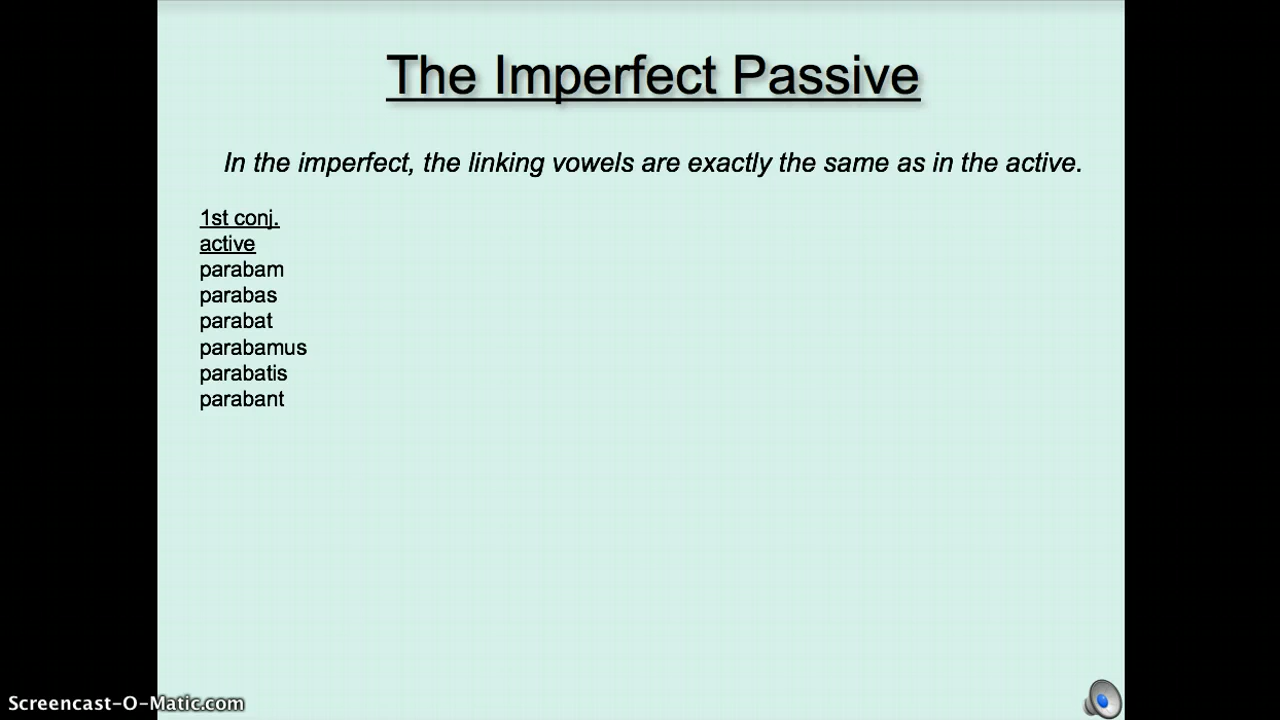 The Imperfect Passive
In the imperfect, the linking vowels are exactly the same as in the active.
1st conj.
active
parabam
parabas
parabat
parabamus
parabatis
parabant
Screencast-O-Matic.com